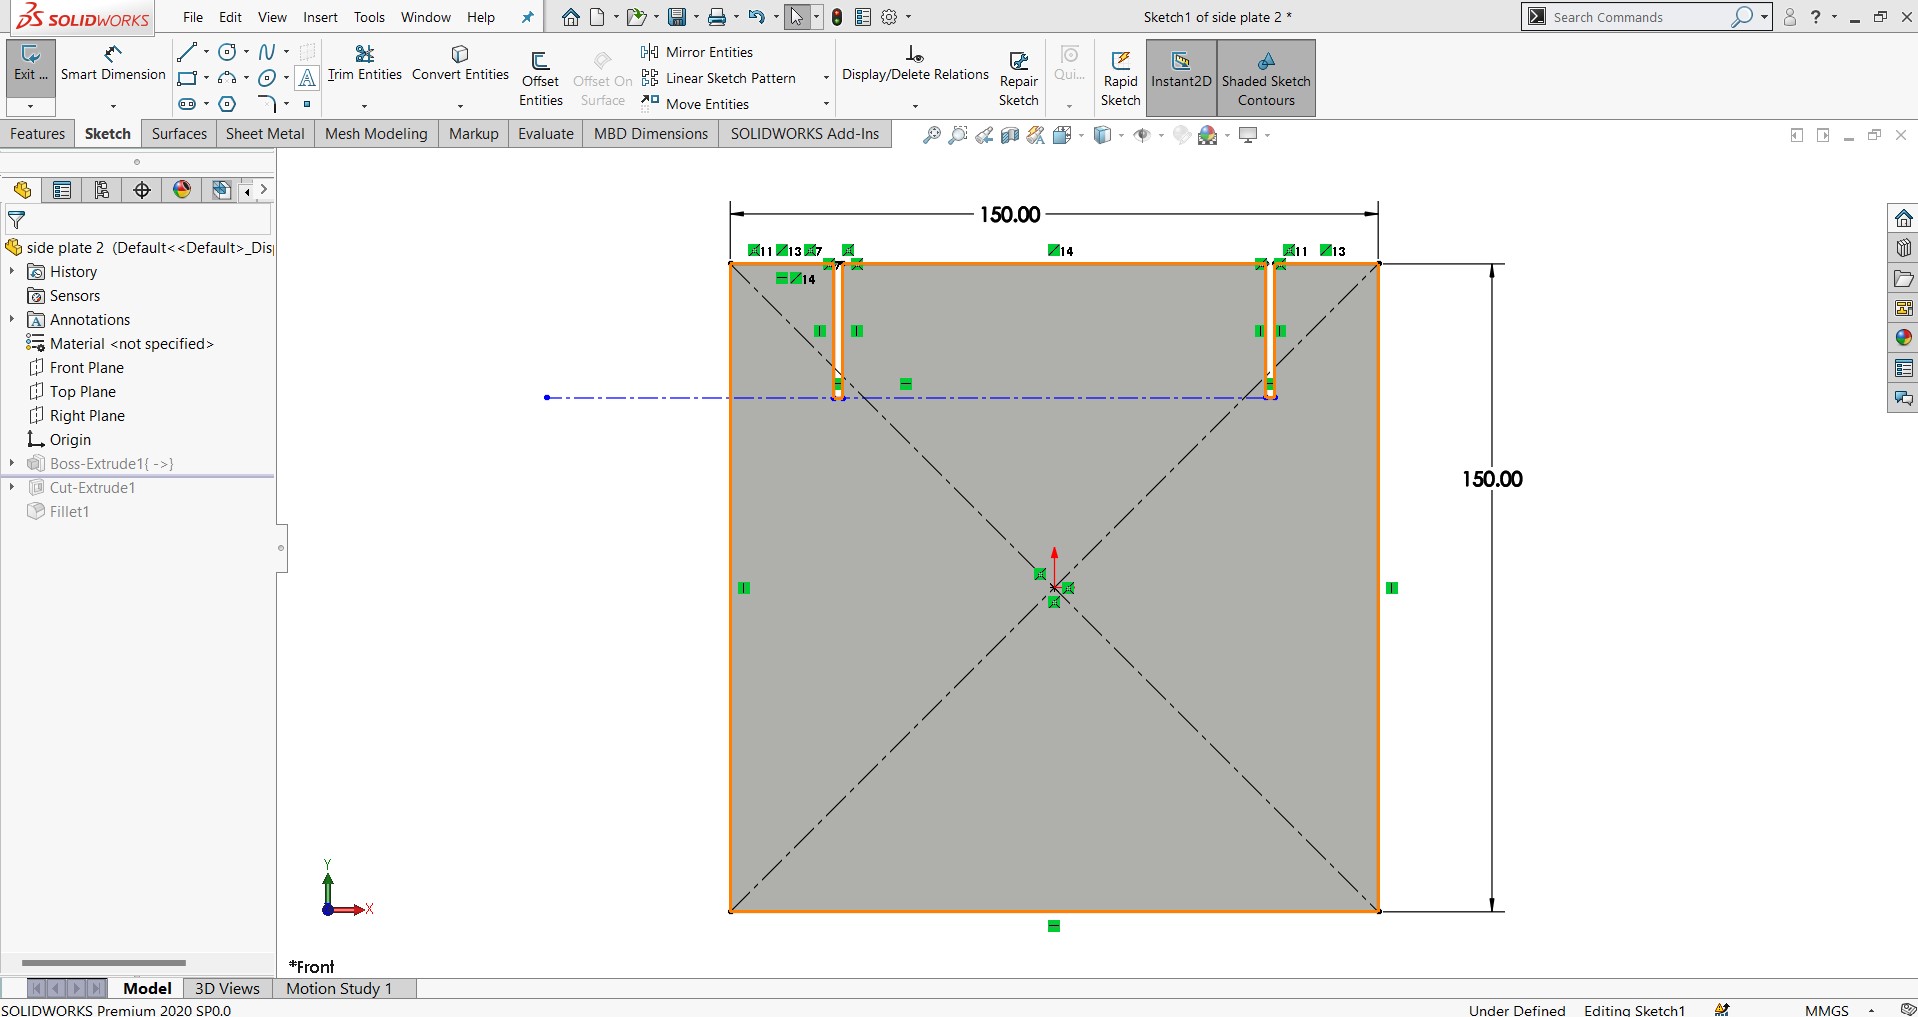 SOLIDWORKS File Edit View Insert Tools Window Help Sketch1 of side plate 2 * Search Commands ?
Exit ... Smart Dimension Trim Entities Convert Entities Offset Entities Offset On Surface Mirror Entities Linear Sketch Pattern Move Entities Display/Delete Relations Repair Sketch Qui... Rapid Sketch Instant2D Shaded Sketch Contours
Features Sketch Surfaces Sheet Metal Mesh Modeling Markup Evaluate MBD Dimensions SOLIDWORKS Add-Ins
side plate 2 (Default<<Default>_Dis
History
Sensors
Annotations
Material <not specified>
Front Plane
Top Plane
Right Plane
Origin
Boss-Extrude1{ ->}
Cut-Extrude1
Fillet1
150.00
11 13 7 14 11 13
7
14
150.00
Y
X
*Front
Model 3D Views Motion Study 1
SOLIDWORKS Premium 2020 SP0.0 Under Defined Editing Sketch1 MMGS